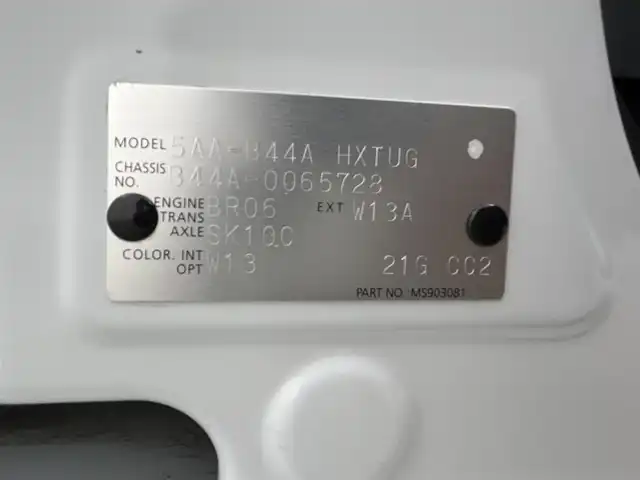 MODEL 5AA-B44A HXTUG
CHASSIS NO. B44A-0065728
ENGINE BR06 EXT W13A
TRANS AXLE SK10C
COLOR. INT W13 21G CC2
OPT
PART NO MS903081